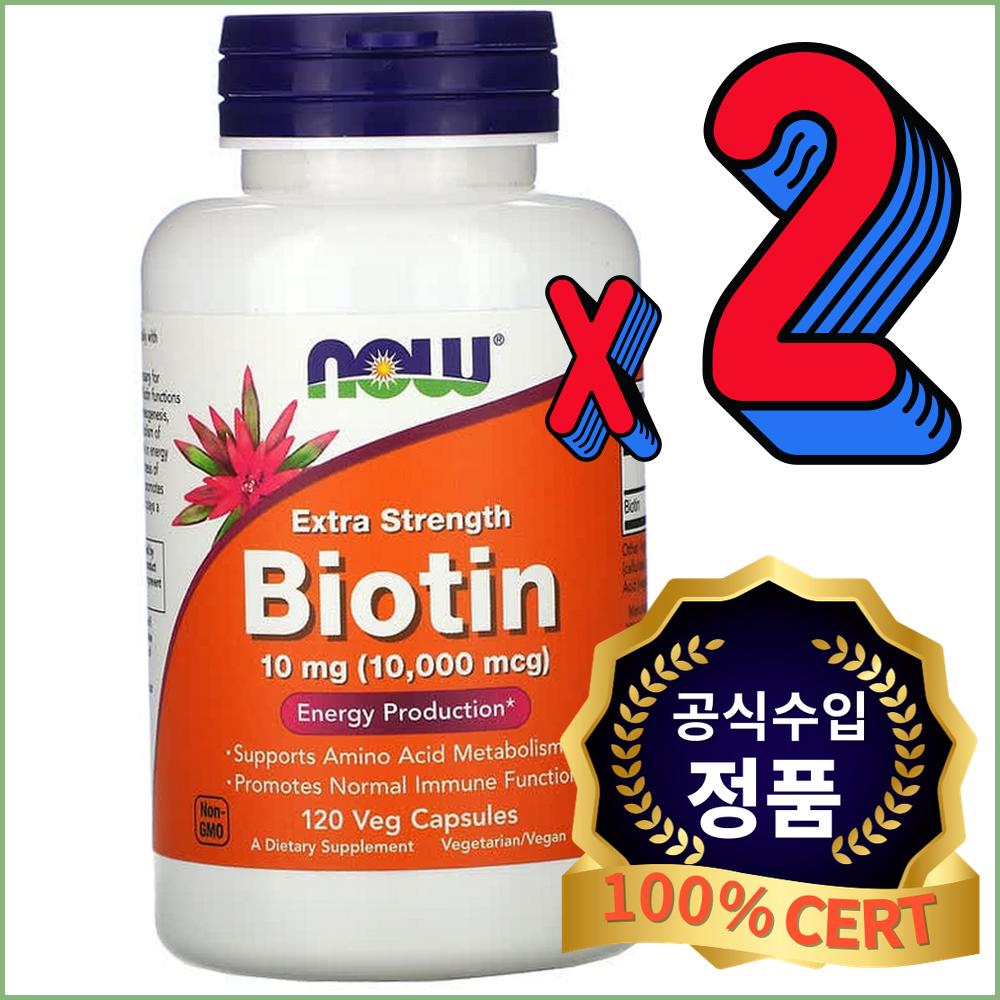 x2
now®
Extra Strength
Biotin
10 mg (10,000 mcg)
Energy Production*
·Supports Amino Acid Metabolism
·Promotes Normal Immune Function
Non-
GMO
120 Veg Capsules
A Dietary Supplement Vegetarian/Vegan
Biotin
공식수입
정품
100% CERT